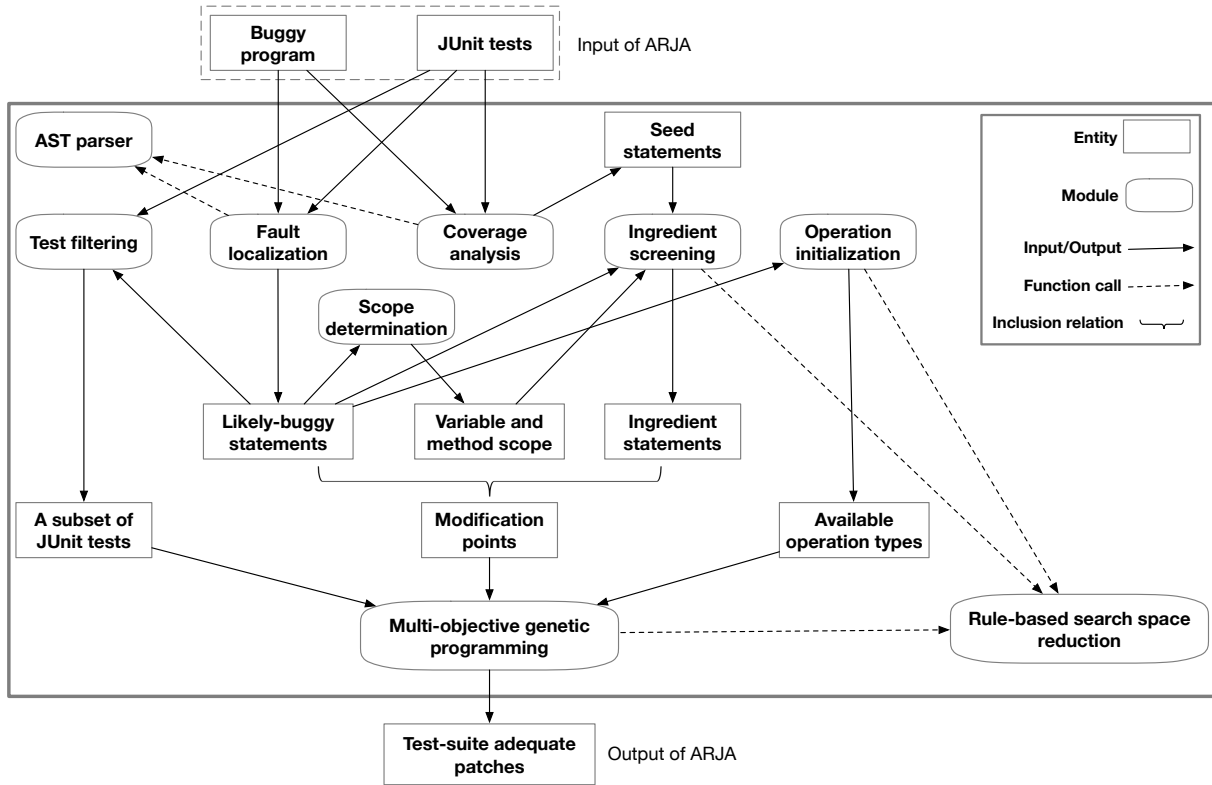 Buggy
program
JUnit tests
Input of ARJA
AST parser
Seed
statements
Entity
Module
Input/Output
Function call
Inclusion relation
Test filtering
Fault
localization
Coverage
analysis
Ingredient
screening
Operation
initialization
Scope
determination
Likely-buggy
statements
Variable and
method scope
Ingredient
statements
A subset of
JUnit tests
Modification
points
Available
operation types
Multi-objective genetic
programming
Rule-based search space
reduction
Test-suite adequate
patches
Output of ARJA